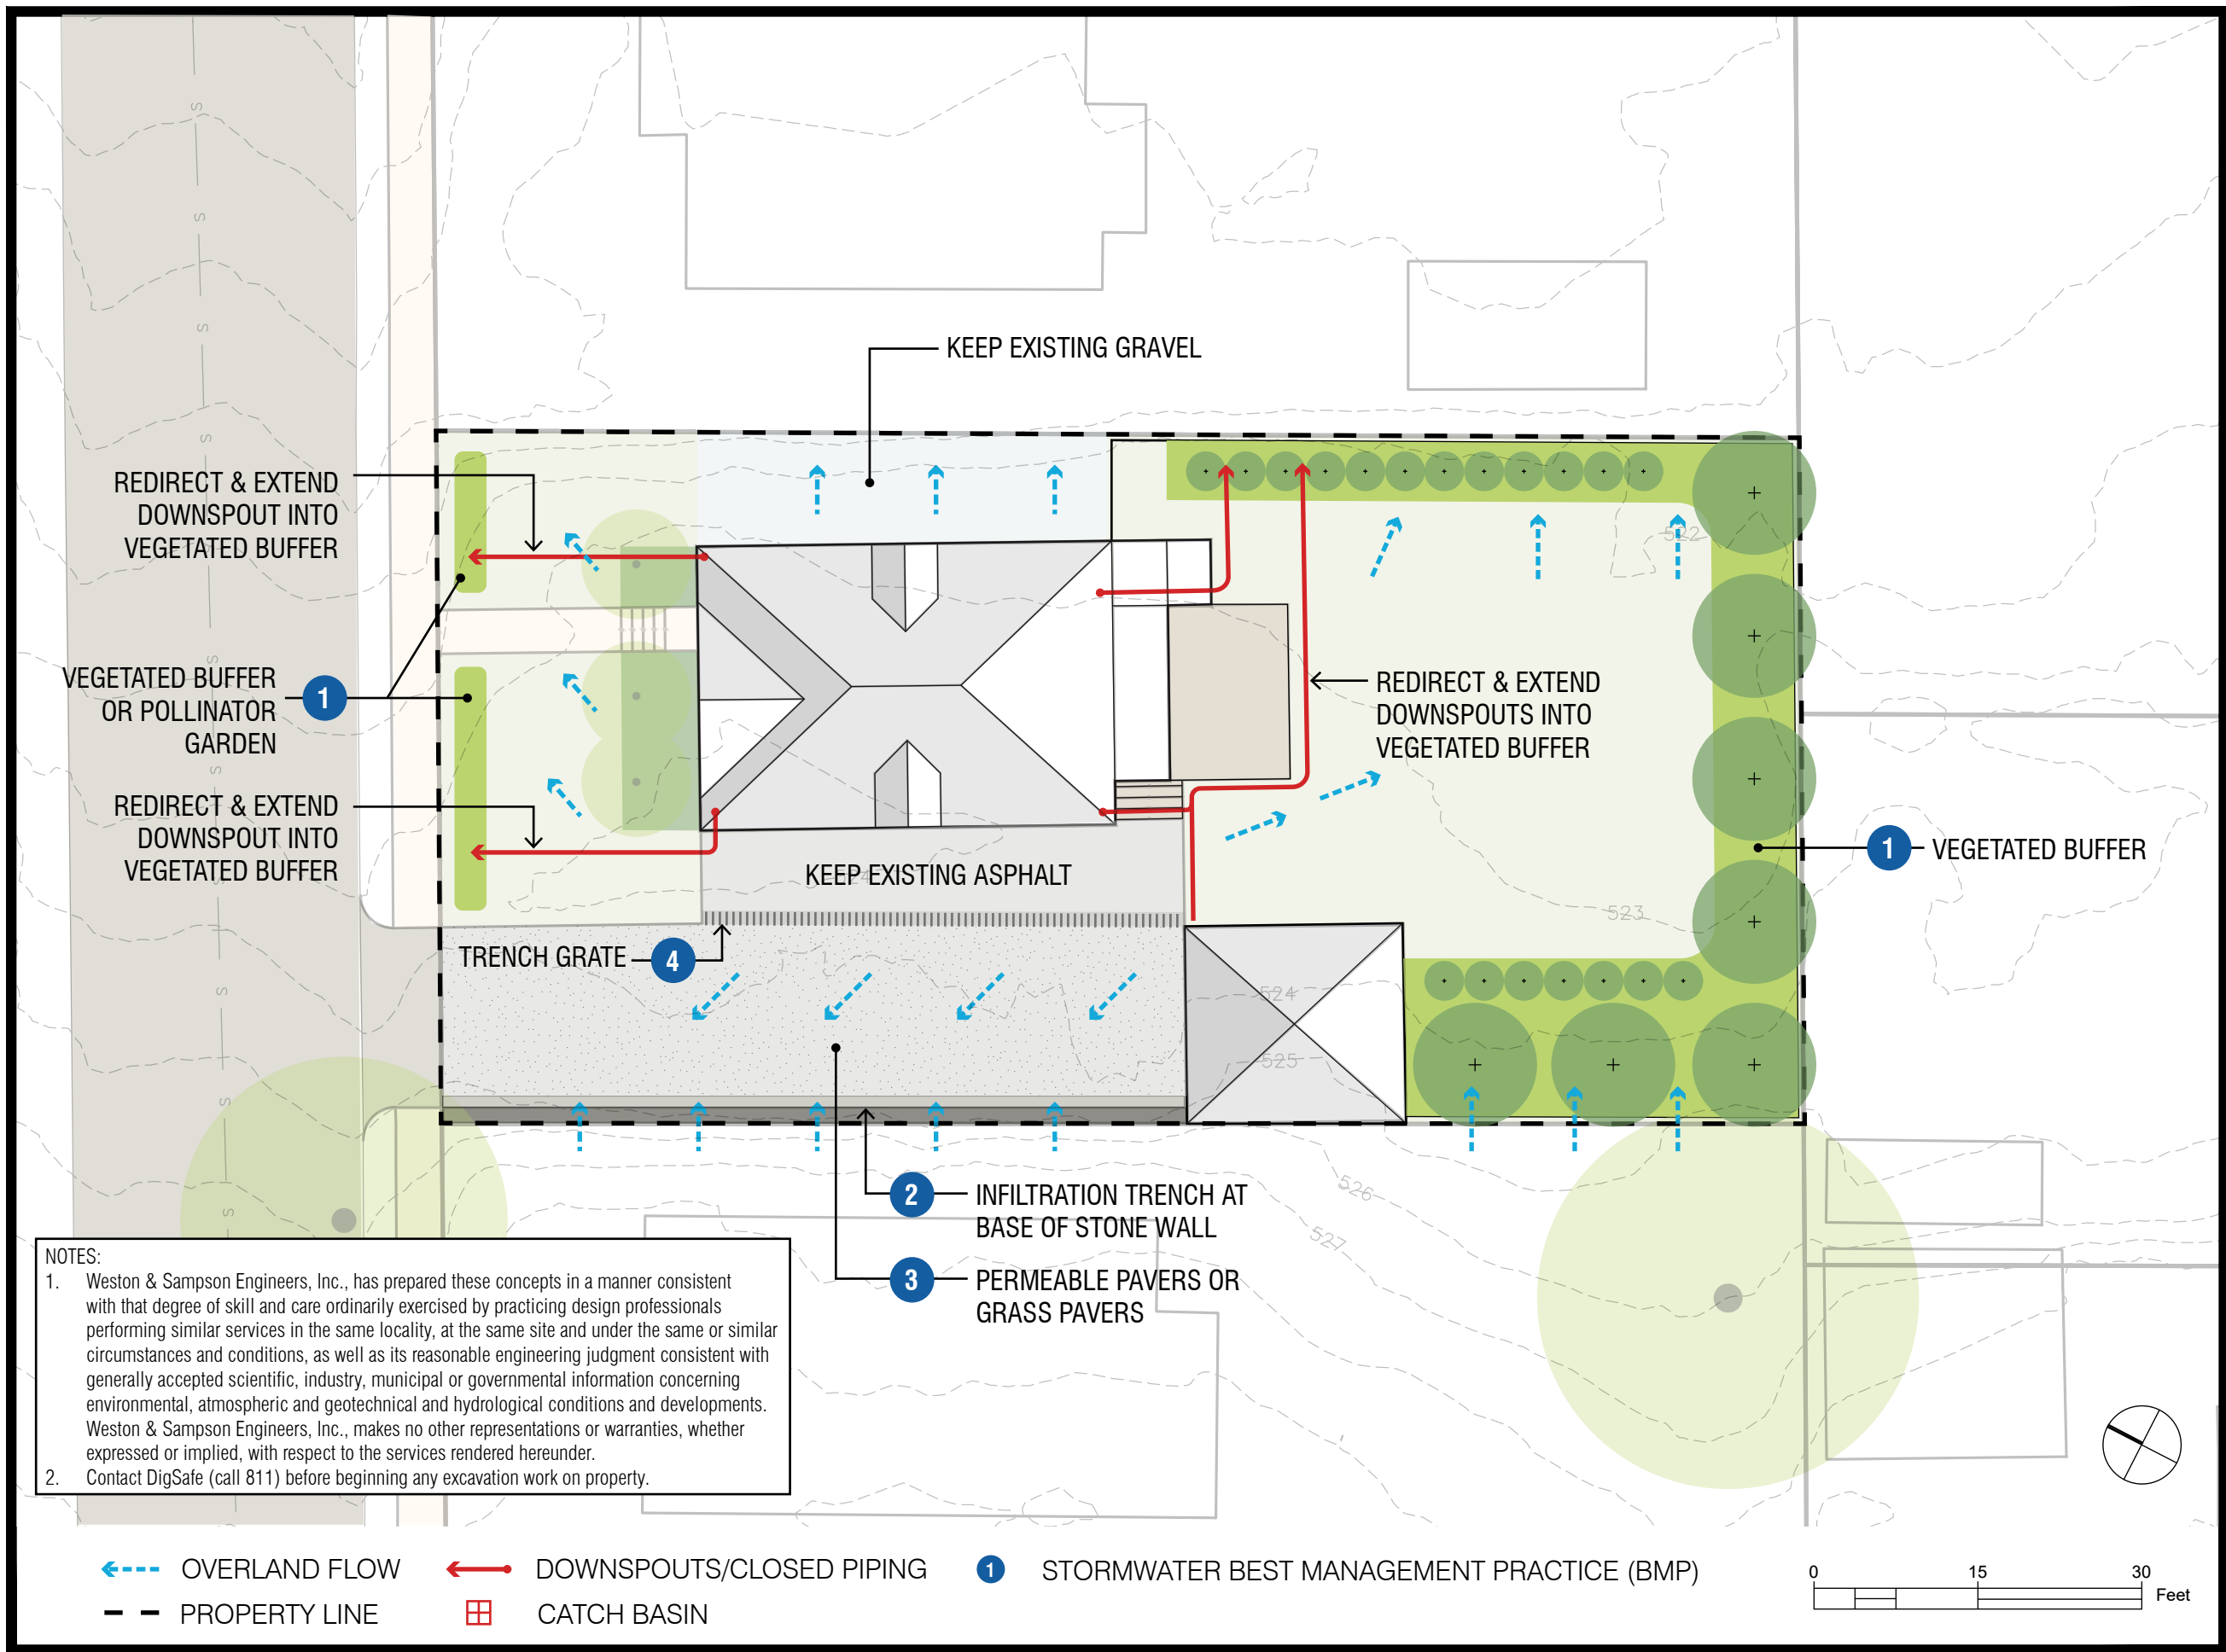 KEEP EXISTING GRAVEL
REDIRECT & EXTEND
DOWNSPOUT INTO
VEGETATED BUFFER
522
VEGETATED BUFFER
OR POLLINATOR
GARDEN
1
REDIRECT & EXTEND
DOWNSPOUTS INTO
VEGETATED BUFFER
REDIRECT & EXTEND
DOWNSPOUT INTO
VEGETATED BUFFER
1
VEGETATED BUFFER
KEEP EXISTING ASPHALT
523
TRENCH GRATE
4
524
525
526
527
2
INFILTRATION TRENCH AT
BASE OF STONE WALL
3
PERMEABLE PAVERS OR
GRASS PAVERS
S
S
S
S
S
S
S
S
S
S
NOTES:
1. Weston & Sampson Engineers, Inc., has prepared these concepts in a manner consistent
with that degree of skill and care ordinarily exercised by practicing design professionals
performing similar services in the same locality, at the same site and under the same or similar
circumstances and conditions, as well as its reasonable engineering judgment consistent with
generally accepted scientific, industry, municipal or governmental information concerning
environmental, atmospheric and geotechnical and hydrological conditions and developments.
Weston & Sampson Engineers, Inc., makes no other representations or warranties, whether
expressed or implied, with respect to the services rendered hereunder.
2. Contact DigSafe (call 811) before beginning any excavation work on property.
OVERLAND FLOW
DOWNSPOUTS/CLOSED PIPING
1
STORMWATER BEST MANAGEMENT PRACTICE (BMP)
PROPERTY LINE
CATCH BASIN
0 15 30
Feet